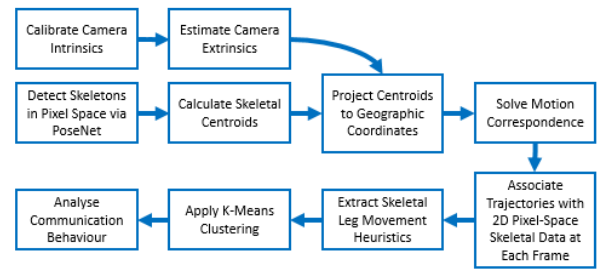 Calibrate Camera
Intrinsics
Estimate Camera
Extrinsics
Detect Skeletons
in Pixel Space via
PoseNet
Calculate Skeletal
Centroids
Project Centroids
to Geographic
Coordinates
Solve Motion
Correspondence
Associate
Trajectories with
2D Pixel-Space
Skeletal Data at
Each Frame
Extract Skeletal
Leg Movement
Heuristics
Apply K-Means
Clustering
Analyse
Communication
Behaviour